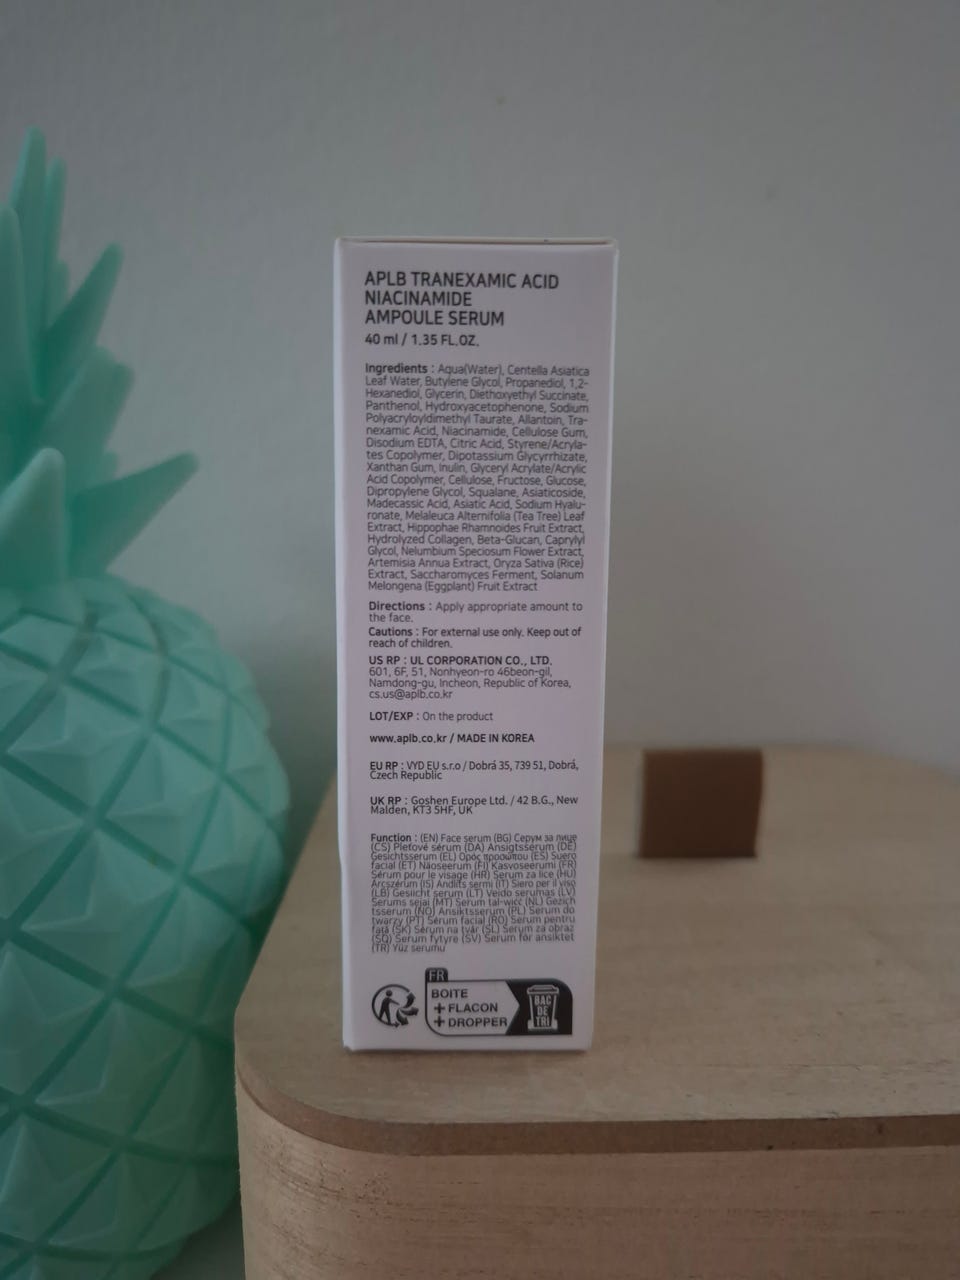 APLB TRANEXAMIC ACID
NIACINAMIDE
AMPOULE SERUM
40 ml / 1.35 FL.OZ.
Ingredients : Aqua(Water), Centella Asiatica
Leaf Water, Butylene Glycol, Propanediol, 1,2-
Hexanediol, Glycerin, Diethoxyethyl Succinate,
Panthenol, Hydroxyacetophenone, Sodium
Polyacryloyldimethyl Taurate, Allantoin, Tra-
nexamic Acid, Niacinamide, Cellulose Gum,
Disodium EDTA, Citric Acid, Styrene/Acryla-
tes Copolymer, Dipotassium Glycyrrhizate,
Xanthan Gum, Inulin, Glyceryl Acrylate/Acrylic
Acid Copolymer, Cellulose, Fructose, Glucose,
Dipropylene Glycol, Squalane, Asiaticoside,
Madecassic Acid, Asiatic Acid, Sodium Hyalu-
ronate, Melaleuca Alternifolia (Tea Tree) Leaf
Extract, Hippophae Rhamnoides Fruit Extract,
Hydrolyzed Collagen, Beta-Glucan, Caprylyl
Glycol, Nelumbium Speciosum Flower Extract,
Artemisia Annua Extract, Oryza Sativa (Rice)
Extract, Saccharomyces Ferment, Solanum
Melongena (Eggplant) Fruit Extract
Directions : Apply appropriate amount to
the face.
Cautions : For external use only. Keep out of
reach of children.
US RP : UL CORPORATION CO., LTD.
601, 6F, 51, Nonhyeon-ro 46beon-gil,
Namdong-gu, Incheon, Republic of Korea,
cs.us@aplb.co.kr
LOT/EXP : On the product
www.aplb.co.kr / MADE IN KOREA
EU RP : VYD EU s.r.o / Dobrá 35, 739 51, Dobrá,
Czech Republic
UK RP : Goshen Europe Ltd. / 42 B.G., New
Malden, KT3 5HF, UK
Function : (EN) Face serum (BG) Серум за лице
(CS) Pleťové sérum (DA) Ansigtsserum (DE)
Gesichtsserum (EL) Ορός προσώπου (ES) Suero
facial (ET) Näoseerum (FI) Kasvoseerumi (FR)
Sérum pour le visage (HR) Serum za lice (HU)
Arcszérum (IS) Andlits sermi (IT) Siero per il viso
(LB) Gesiicht serum (LT) Veido serumas (LV)
Serums sejai (MT) Serum tal-wiċċ (NL) Gezich
tsserum (NO) Ansiktsserum (PL) Serum do
twarzy (PT) Sérum facial (RO) Serum pentru
față (SK) Sérum na tvár (SL) Serum za obraz
(SQ) Serum fytyre (SV) Serum för ansiktet
(TR) Yüz serumu
FR
BOITE
+ FLACON
+ DROPPER
BAC
DE
TRI